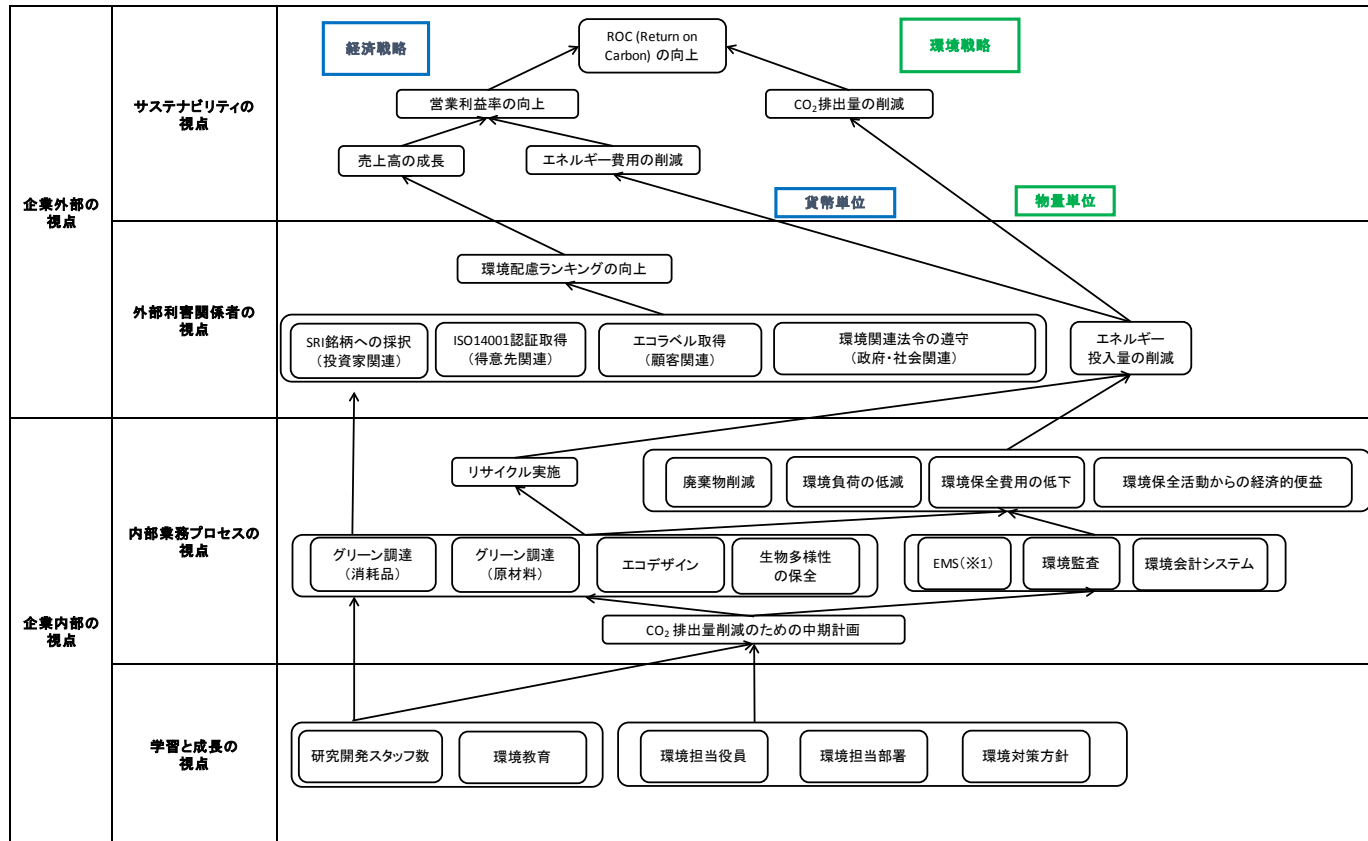 経済戦略
ROC (Return on
Carbon) の向上
環境戦略
企業外部の
視点
サステナビリティの
視点
営業利益率の向上
CO₂排出量の削減
売上高の成長
エネルギー費用の削減
貨幣単位
物量単位
外部利害関係者の
視点
環境配慮ランキングの向上
SRI銘柄への採択
（投資家関連）
ISO14001認証取得
（得意先関連）
エコラベル取得
（顧客関連）
環境関連法令の遵守
（政府・社会関連）
エネルギー
投入量の削減
企業内部の
視点
内部業務プロセスの
視点
リサイクル実施
廃棄物削減
環境負荷の低減
環境保全費用の低下
環境保全活動からの経済的便益
グリーン調達
（消耗品）
グリーン調達
（原材料）
エコデザイン
生物多様性
の保全
EMS（※1）
環境監査
環境会計システム
CO₂ 排出量削減のための中期計画
学習と成長の
視点
研究開発スタッフ数
環境教育
環境担当役員
環境担当部署
環境対策方針